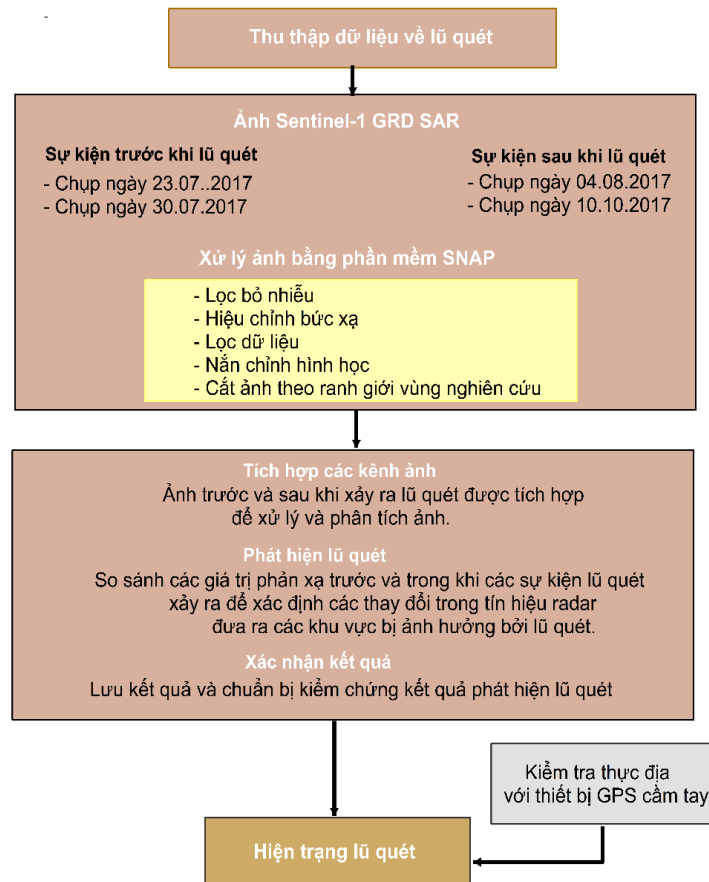 Thu thập dữ liệu về lũ quét
Ảnh Sentinel-1 GRD SAR
Sự kiện trước khi lũ quét
- Chụp ngày 23.07..2017
- Chụp ngày 30.07.2017
Sự kiện sau khi lũ quét
- Chụp ngày 04.08.2017
- Chụp ngày 10.10.2017
Xử lý ảnh bằng phần mềm SNAP
- Lọc bỏ nhiễu
- Hiệu chỉnh bức xạ
- Lọc dữ liệu
- Nắn chỉnh hình học
- Cắt ảnh theo ranh giới vùng nghiên cứu
Tích hợp các kênh ảnh
Ảnh trước và sau khi xảy ra lũ quét được tích hợp
để xử lý và phân tích ảnh.
Phát hiện lũ quét
So sánh các giá trị phản xạ trước và trong khi các sự kiện lũ quét
xảy ra để xác định các thay đổi trong tín hiệu radar
đưa ra các khu vực bị ảnh hưởng bởi lũ quét.
Xác nhận kết quả
Lưu kết quả và chuẩn bị kiểm chứng kết quả phát hiện lũ quét
Kiểm tra thực địa
với thiết bị GPS cầm tay
Hiện trạng lũ quét